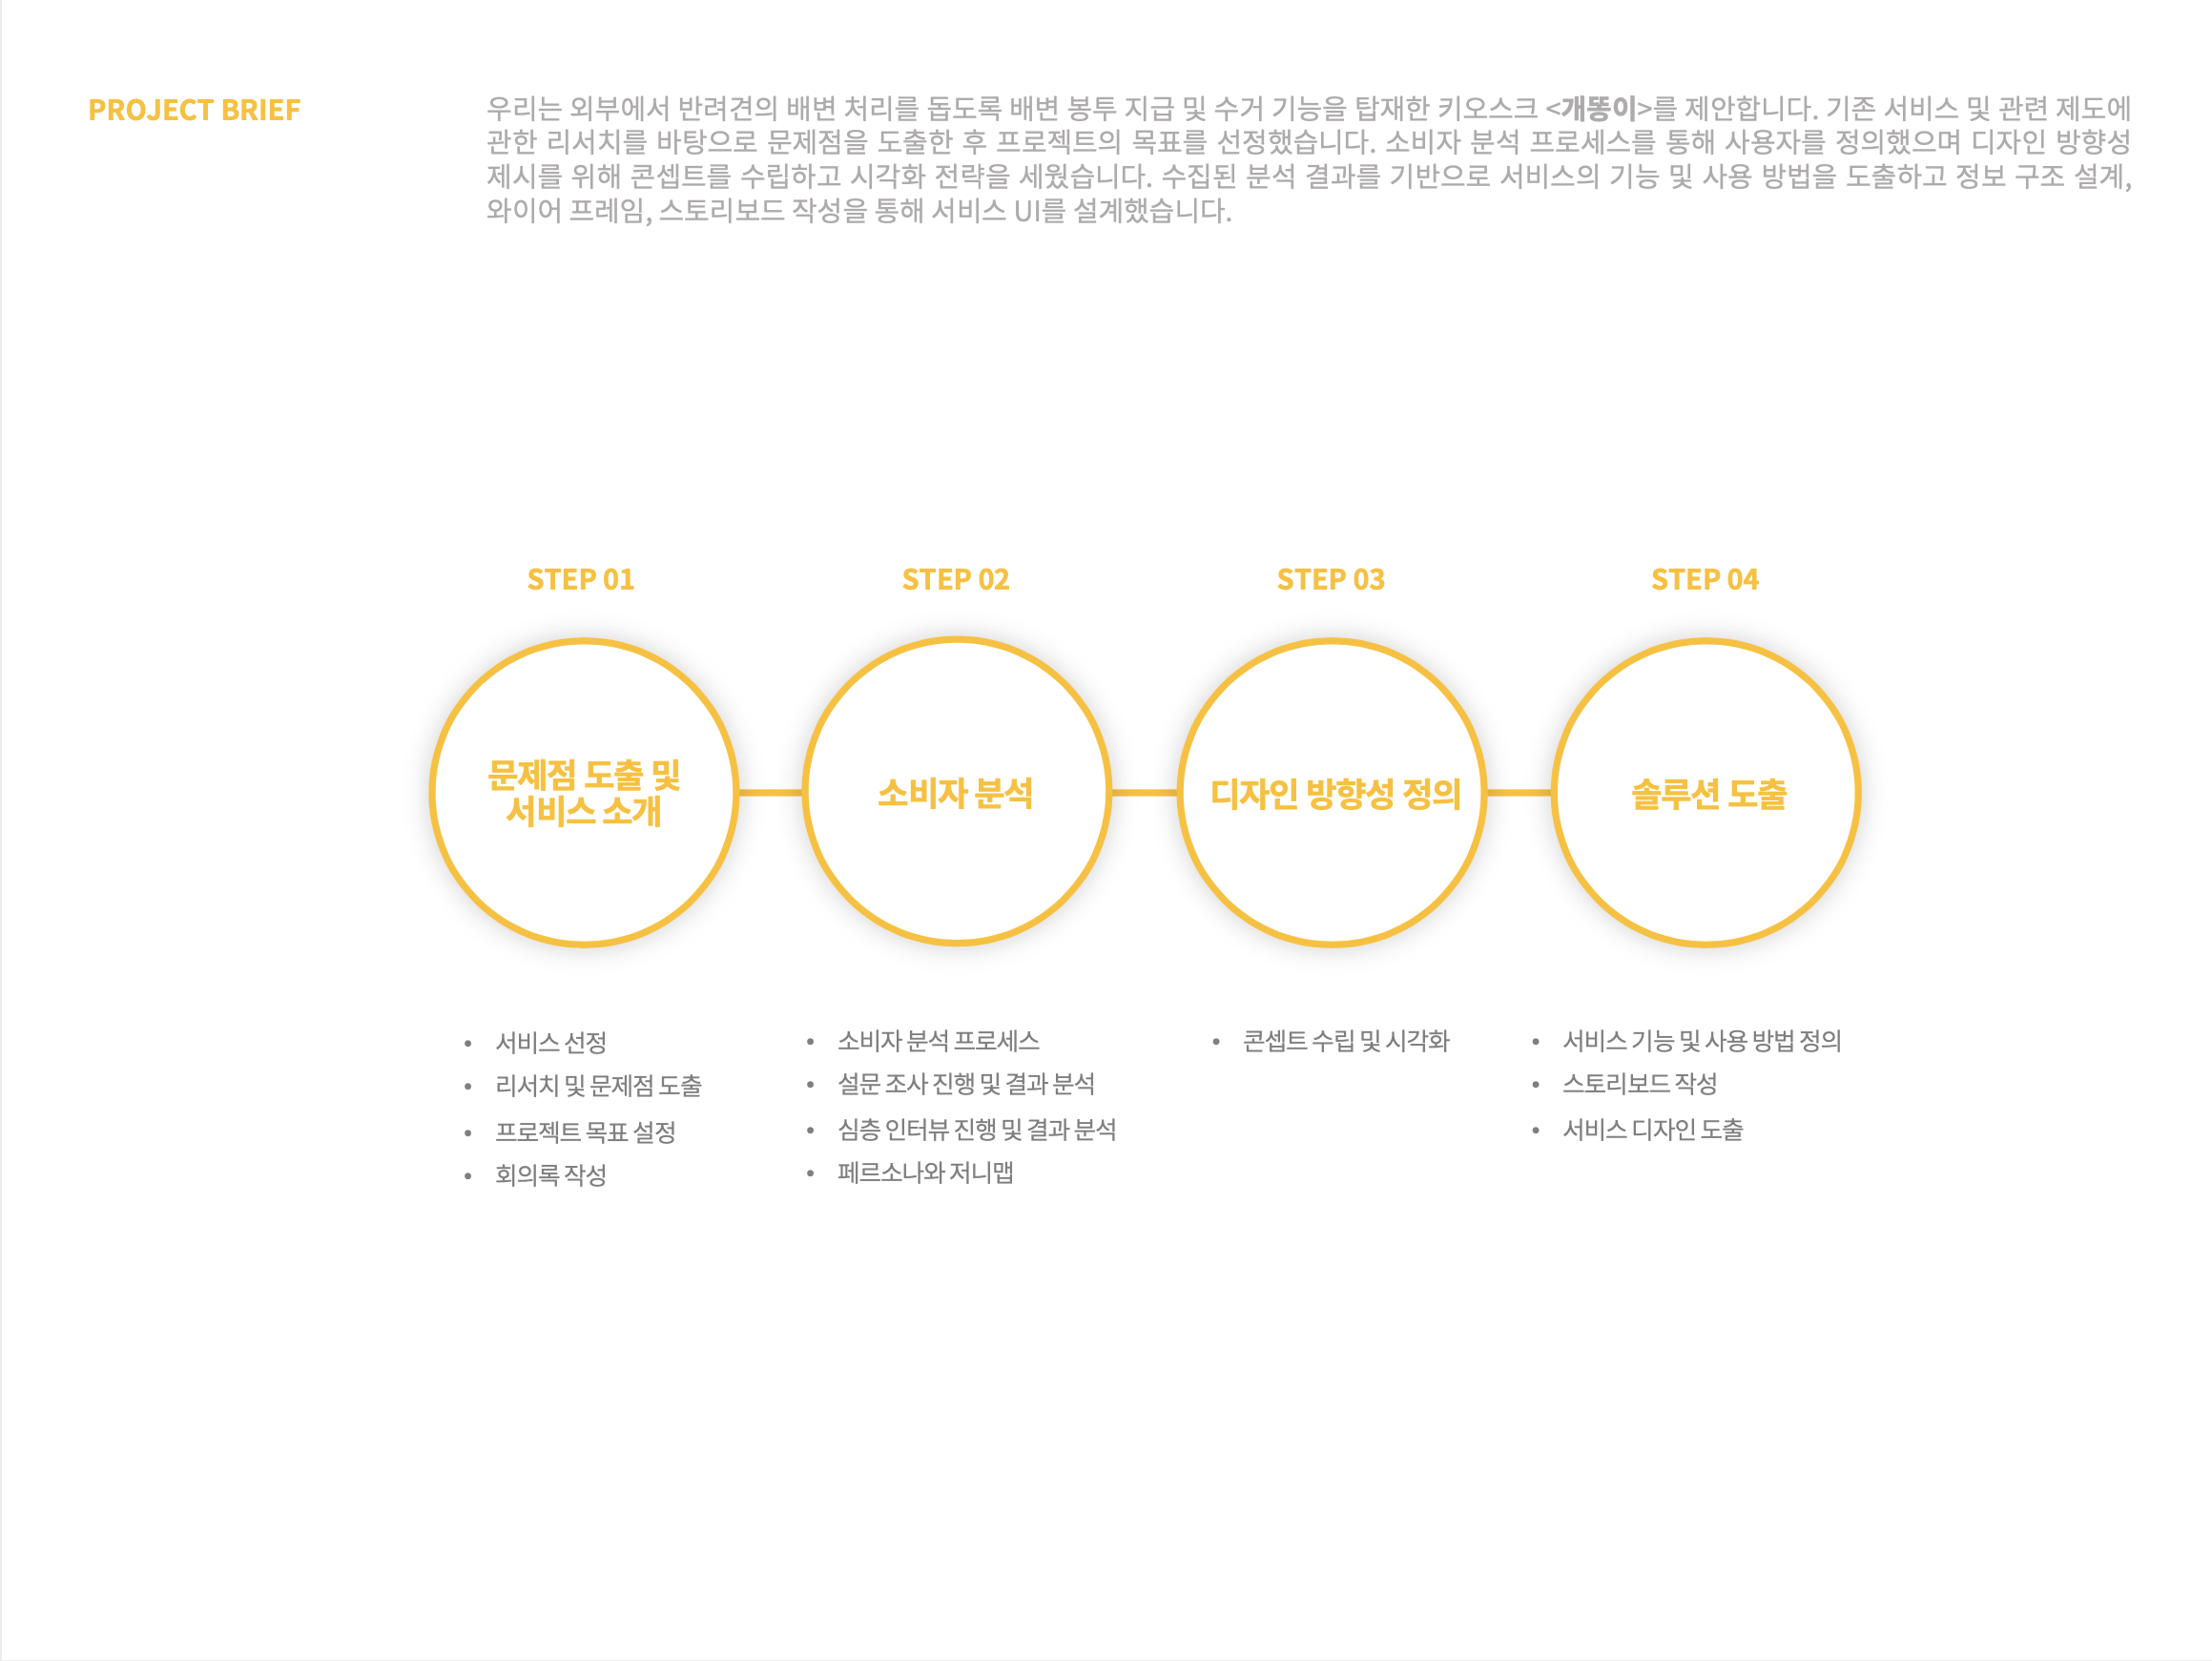 PROJECT BRIEF
우리는 외부에서 반려견의 배변 처리를 돕도록 배변 봉투 지급 및 수거 기능을 탑재한 키오스크 <개똥이>를 제안합니다. 기존 서비스 및 관련 제도에
관한 리서치를 바탕으로 문제점을 도출한 후 프로젝트의 목표를 선정했습니다. 소비자 분석 프로세스를 통해 사용자를 정의했으며 디자인 방향성
제시를 위해 콘셉트를 수립하고 시각화 전략을 세웠습니다. 수집된 분석 결과를 기반으로 서비스의 기능 및 사용 방법을 도출하고 정보 구조 설계,
와이어 프레임, 스토리보드 작성을 통해 서비스 UI를 설계했습니다.
STEP 01
문제점 도출 및
서비스 소개
• 서비스 선정
• 리서치 및 문제점 도출
• 프로젝트 목표 설정
• 회의록 작성
STEP 02
소비자 분석
• 소비자 분석 프로세스
• 설문 조사 진행 및 결과 분석
• 심층 인터뷰 진행 및 결과 분석
• 페르소나와 저니맵
STEP 03
디자인 방향성 정의
• 콘셉트 수립 및 시각화
STEP 04
솔루션 도출
• 서비스 기능 및 사용 방법 정의
• 스토리보드 작성
• 서비스 디자인 도출